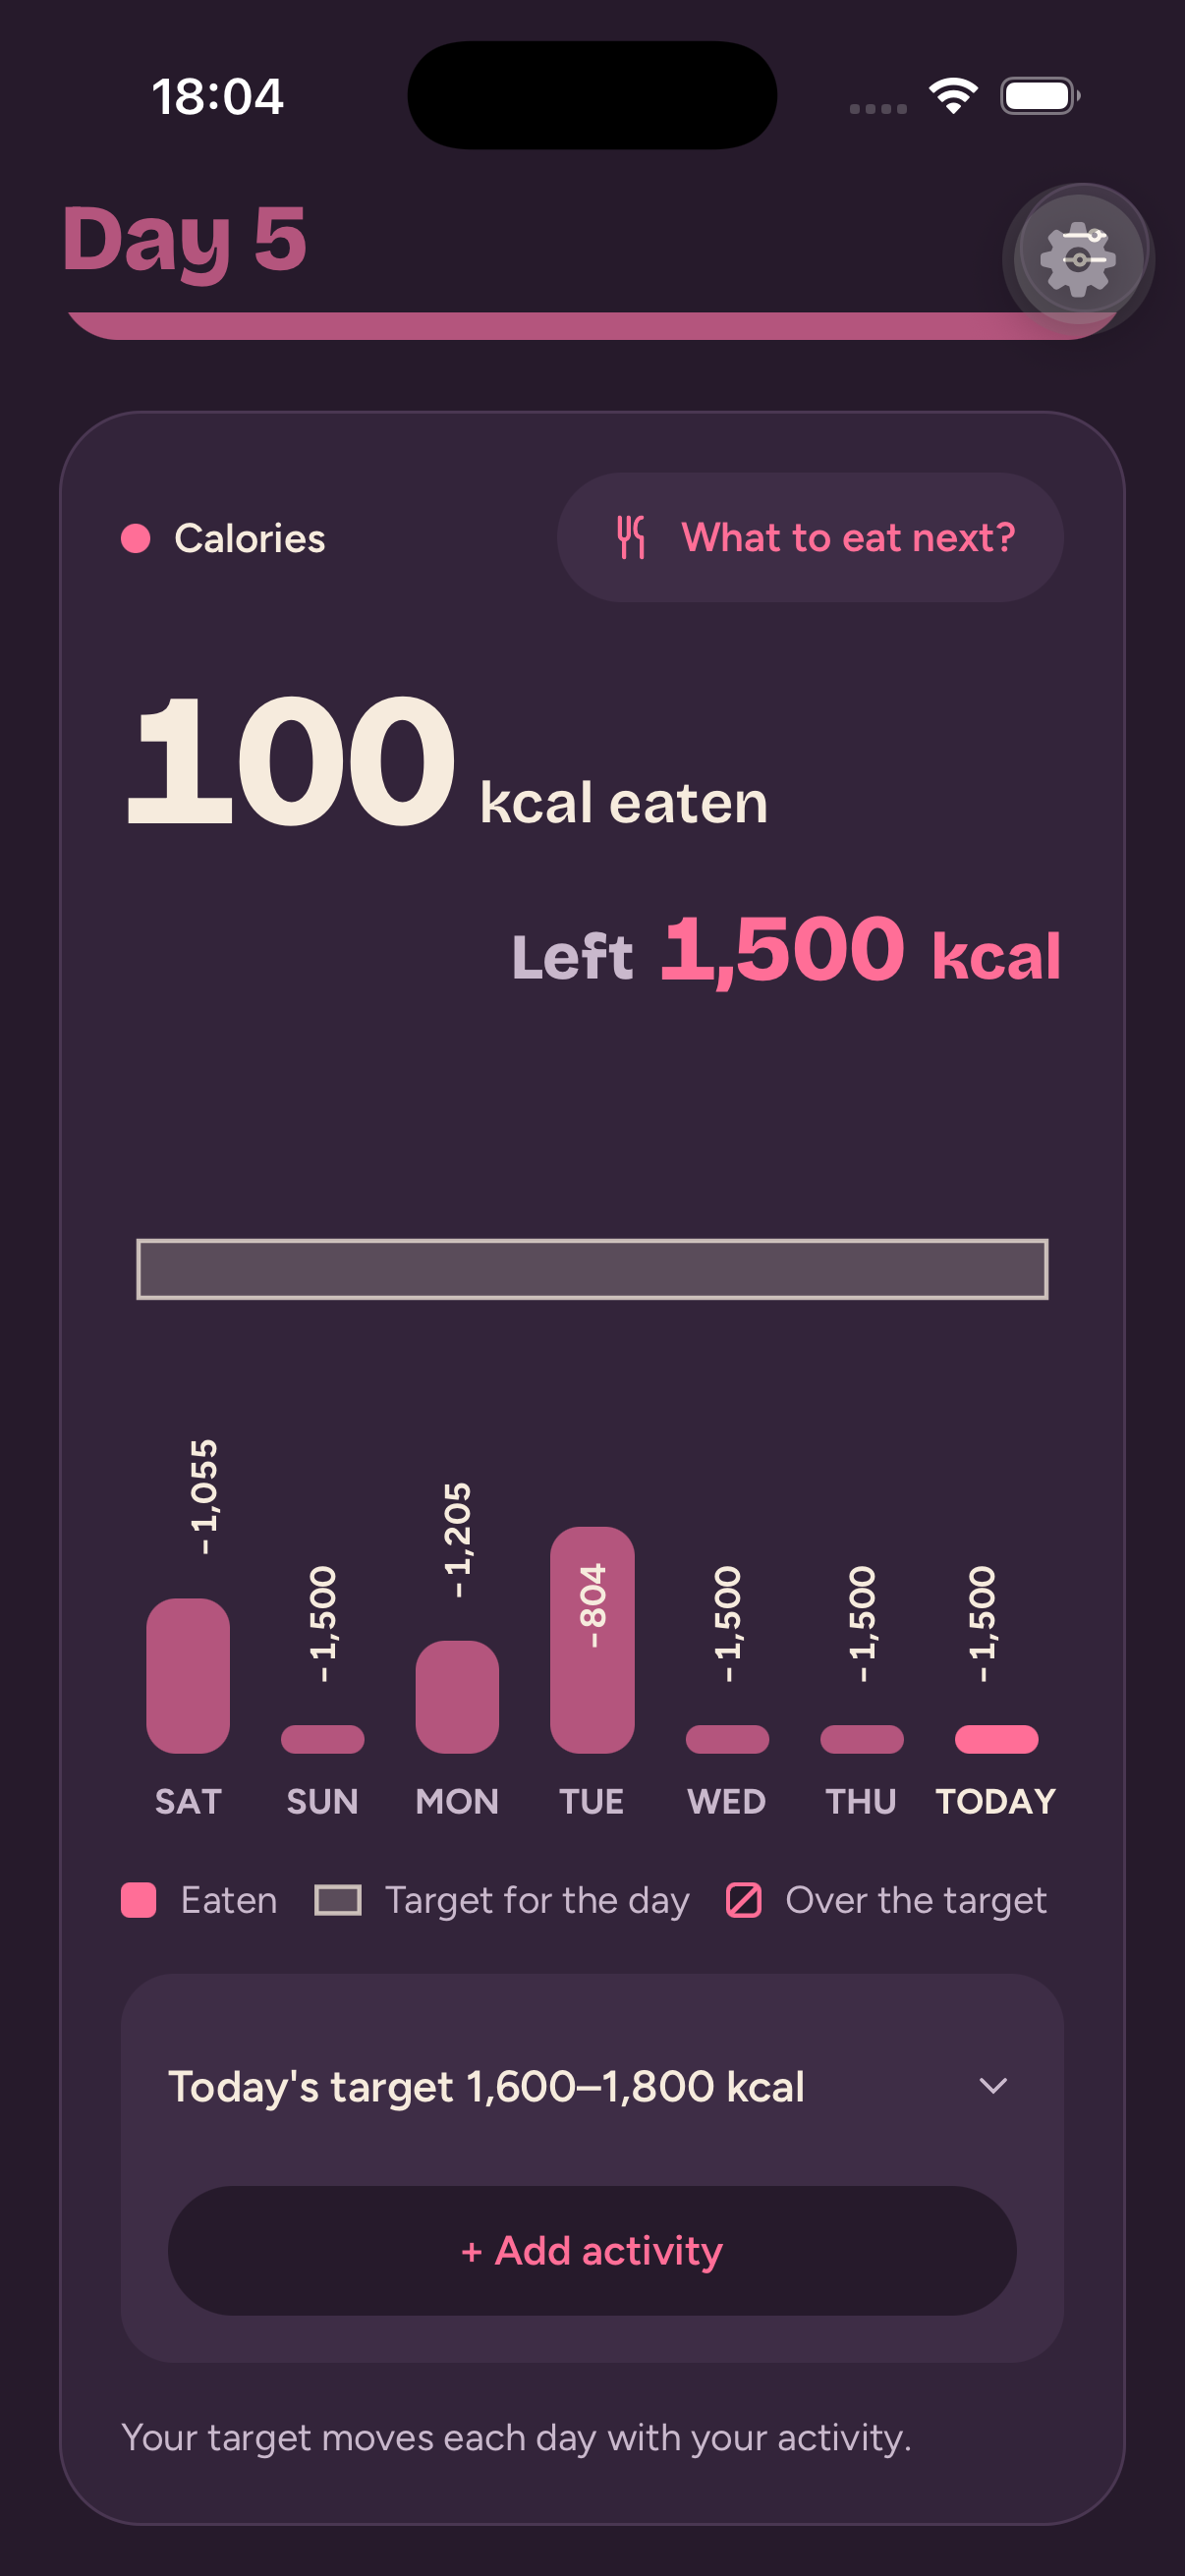 18:04
Day 5
Calories
What to eat next?
100 kcal eaten
Left 1,500 kcal
-1,055
-1,500
-1,205
-804
-1,500
-1,500
-1,500
SAT SUN MON TUE WED THU TODAY
Eaten Target for the day Over the target
Today's target 1,600–1,800 kcal
+ Add activity
Your target moves each day with your activity.